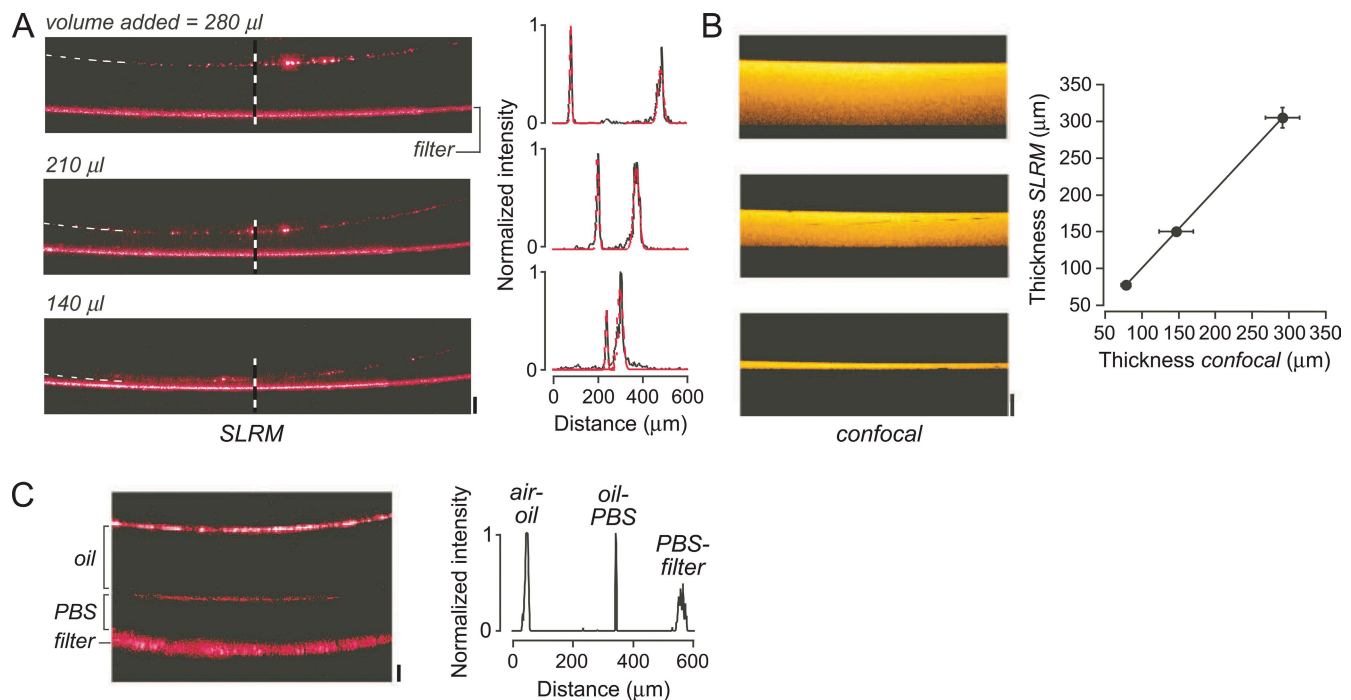 A
volume added = 280 µl
filter
210 µl
140 µl
SLRM
Normalized intensity
1
0
1
0
1
0
0 200 400 600
Distance (µm)
B
confocal
Thickness SLRM (µm)
350
300
250
200
150
100
50
50 100 150 200 250 300 350
Thickness confocal (µm)
C
oil
PBS
filter
Normalized intensity
1
0
air-
oil
oil-
PBS
PBS-
filter
0 200 400 600
Distance (µm)